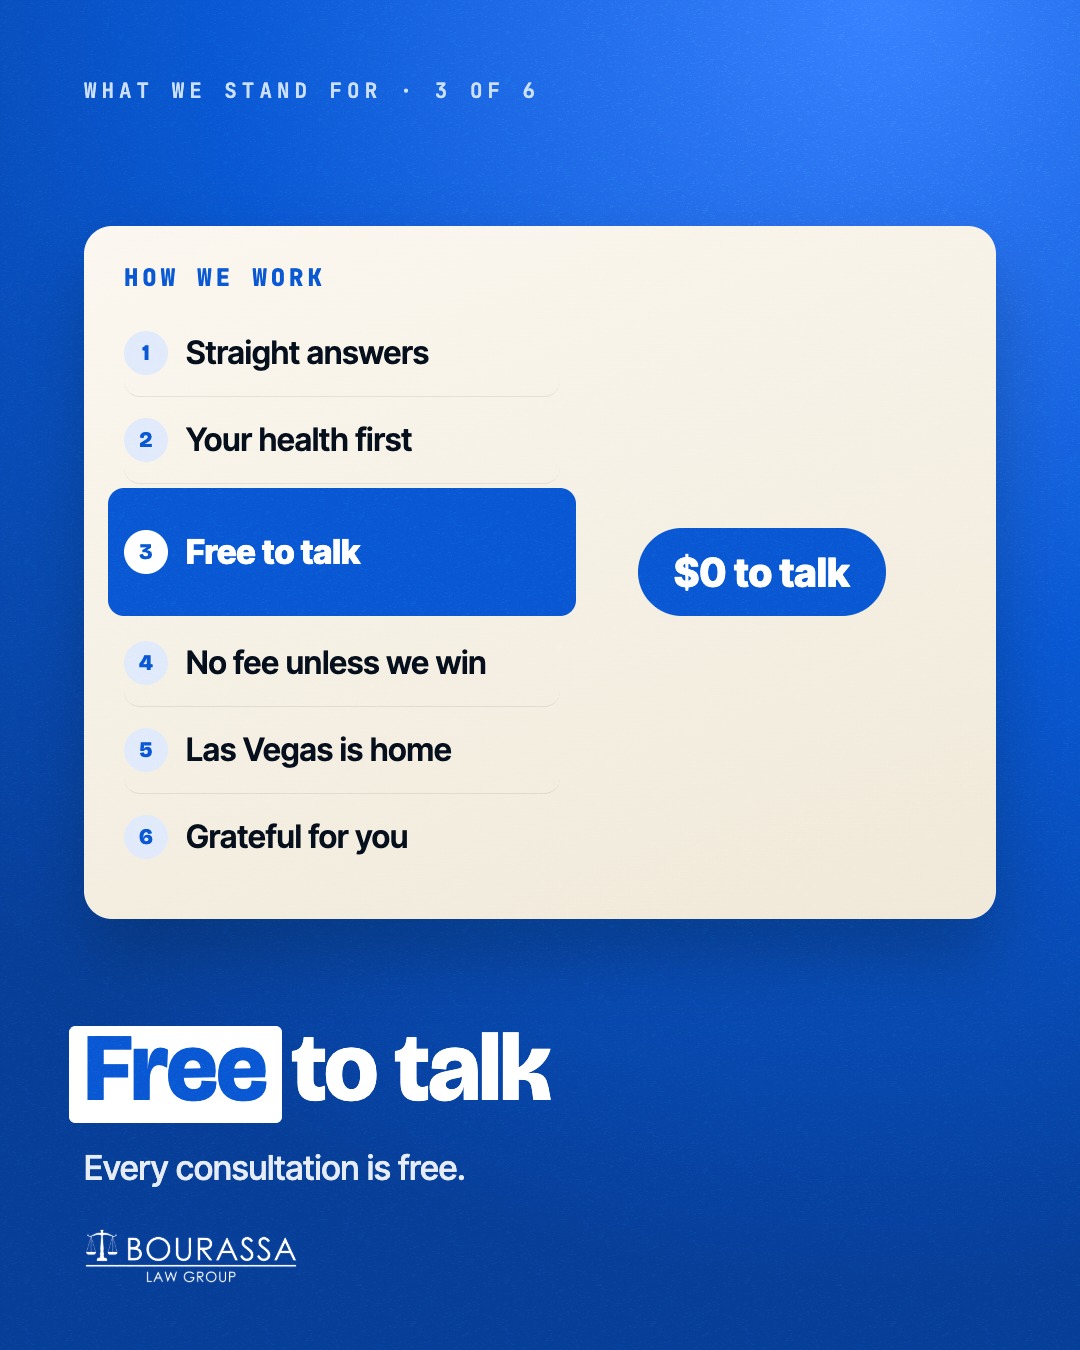 WHAT WE STAND FOR · 3 OF 6
HOW WE WORK
1 Straight answers
2 Your health first
3 Free to talk
$0 to talk
4 No fee unless we win
5 Las Vegas is home
6 Grateful for you
Free to talk
Every consultation is free.
BOURASSA
LAW GROUP